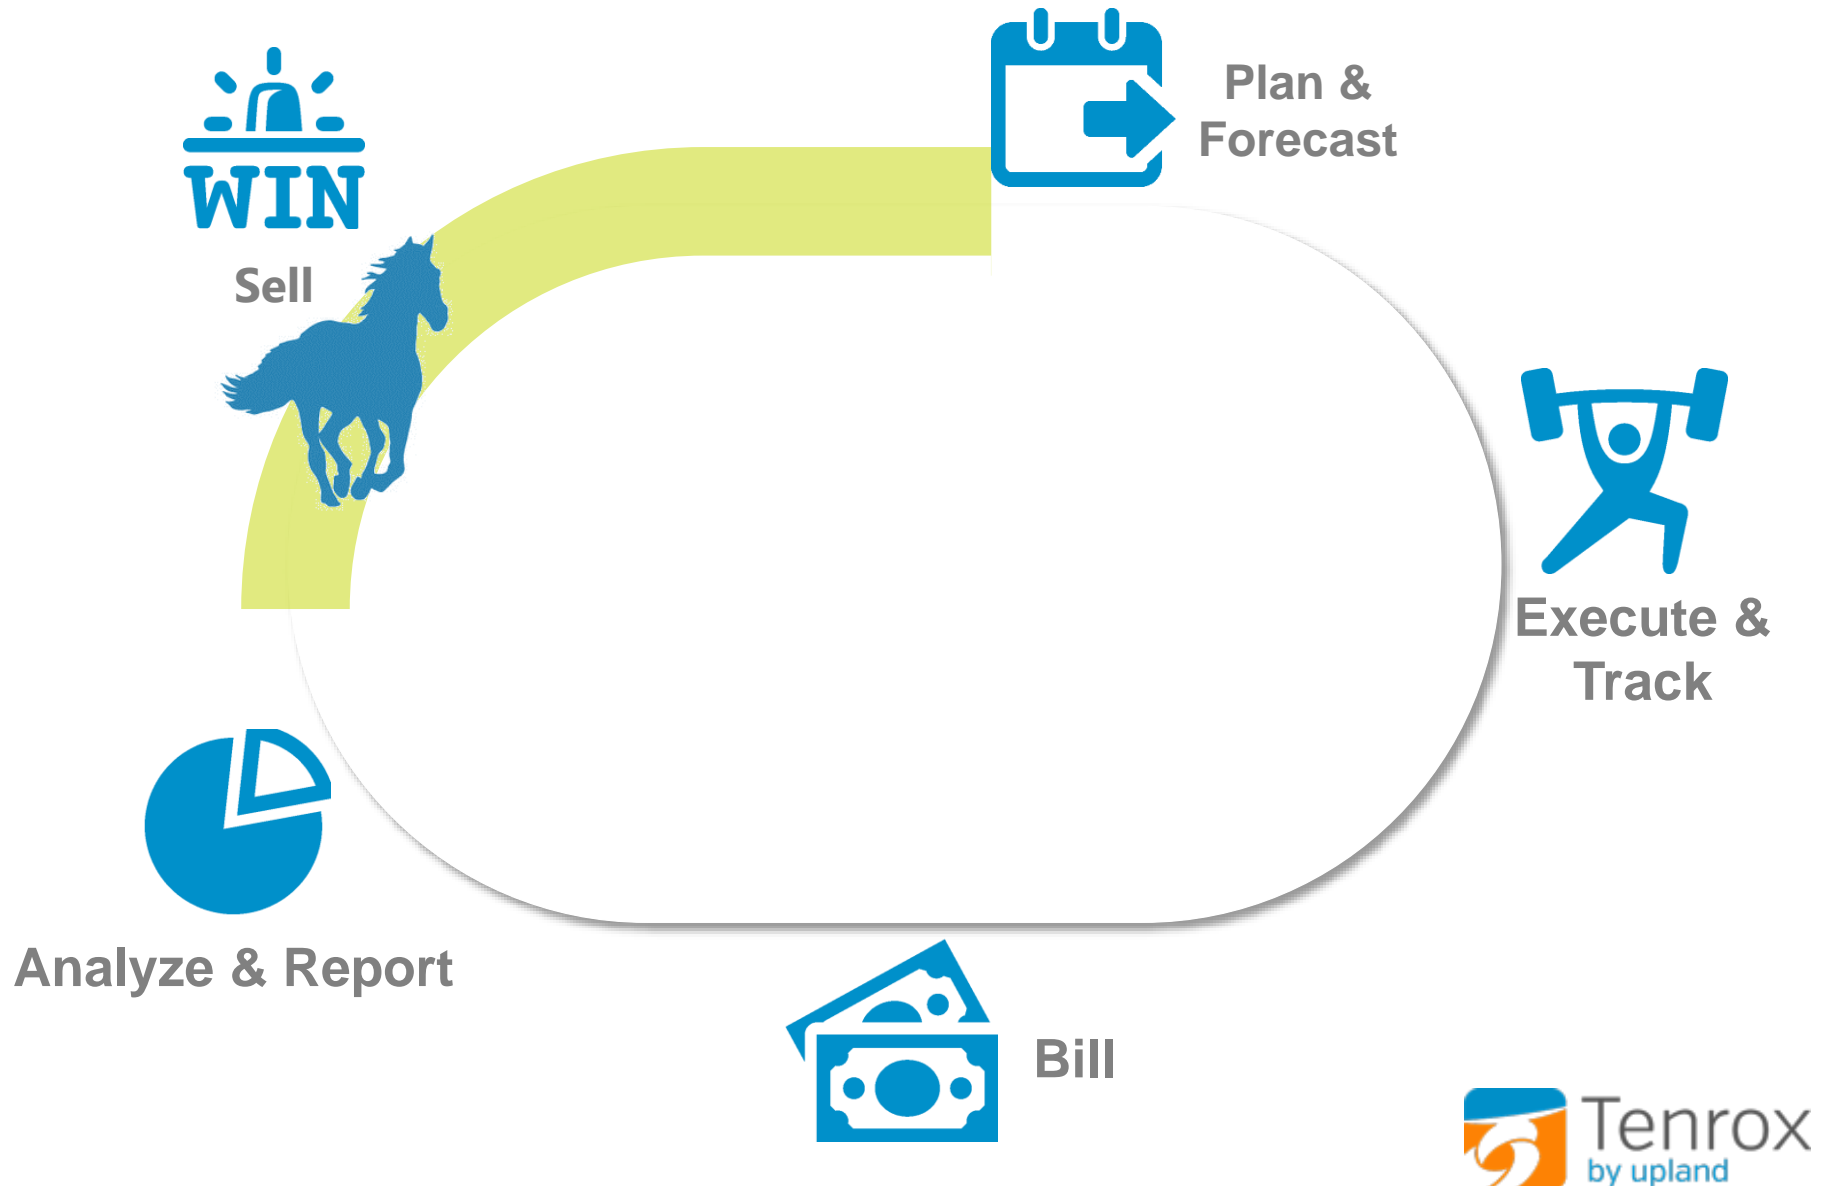 WIN
Sell
Plan &
Forecast
Execute &
Track
Analyze & Report
Bill
Tenrox
by upland